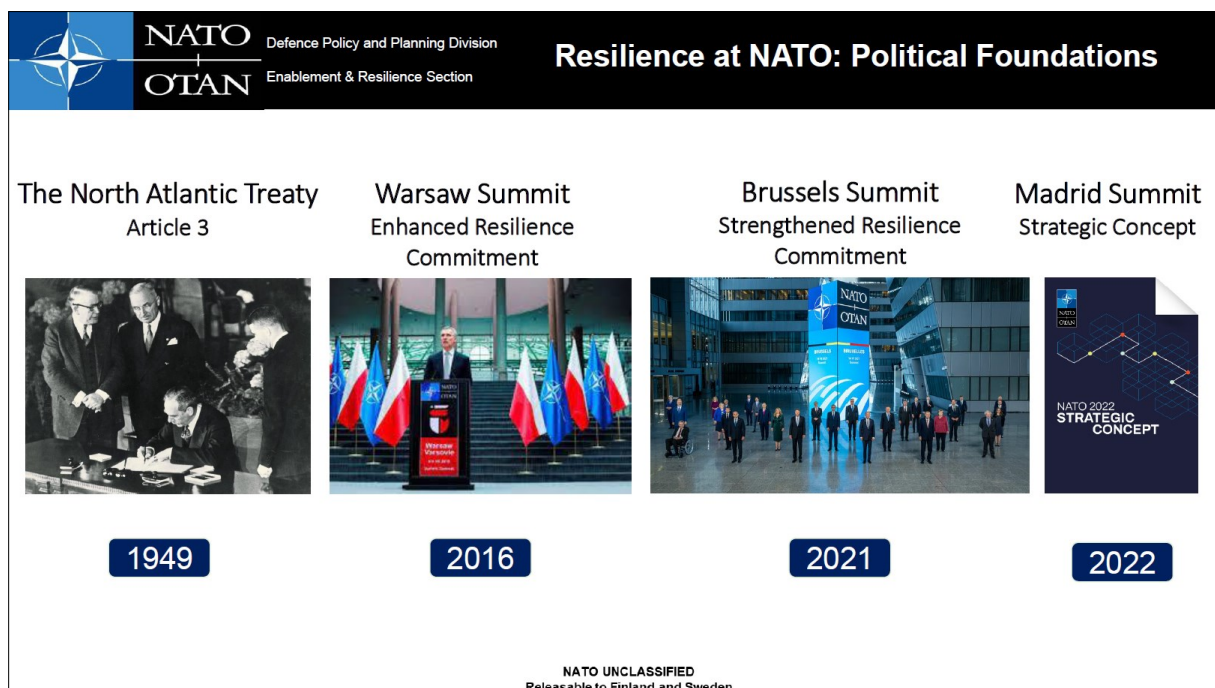 NATO
OTAN
Defence Policy and Planning Division
Enablement & Resilience Section
Resilience at NATO: Political Foundations
The North Atlantic Treaty
Article 3
Warsaw Summit
Enhanced Resilience
Commitment
Brussels Summit
Strengthened Resilience
Commitment
Madrid Summit
Strategic Concept
NATO
OTAN
Warsaw
Varsovie
NATO
OTAN
BRUSSELS
NATO
OTAN
NATO 2022
STRATEGIC
CONCEPT
1949
2016
2021
2022
NATO UNCLASSIFIED
Releasable to Finland and Sweden